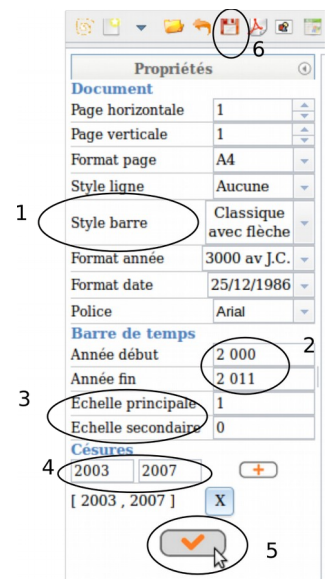 6
Propriétés
Document
Page horizontale 1
Page verticale 1
Format page A4
Style ligne Aucune
1 Style barre Classique avec flèche
Format année 3000 av J.C.
Format date 25/12/1986
Police Arial
Barre de temps
Année début 2 000 2
Année fin 2 011
3 Echelle principale 1
Echelle secondaire 0
Césures
4 2003 2007 +
[ 2003 , 2007 ] X
5